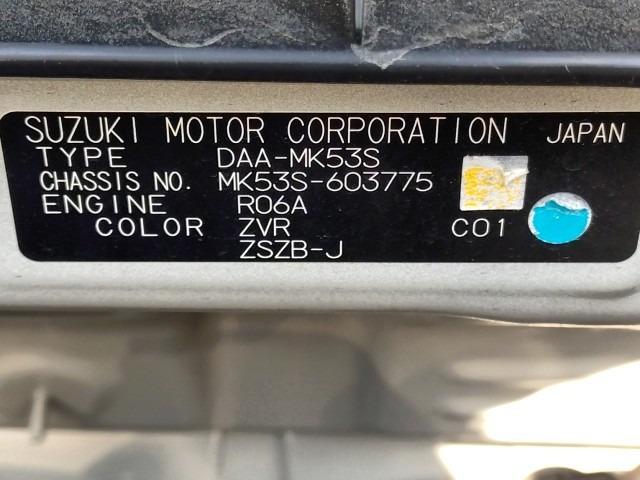 SUZUKI MOTOR CORPORATION JAPAN
TYPE DAA-MK53S
CHASSIS NO. MK53S-603775
ENGINE R06A
COLOR ZVR C01
ZSZB-J